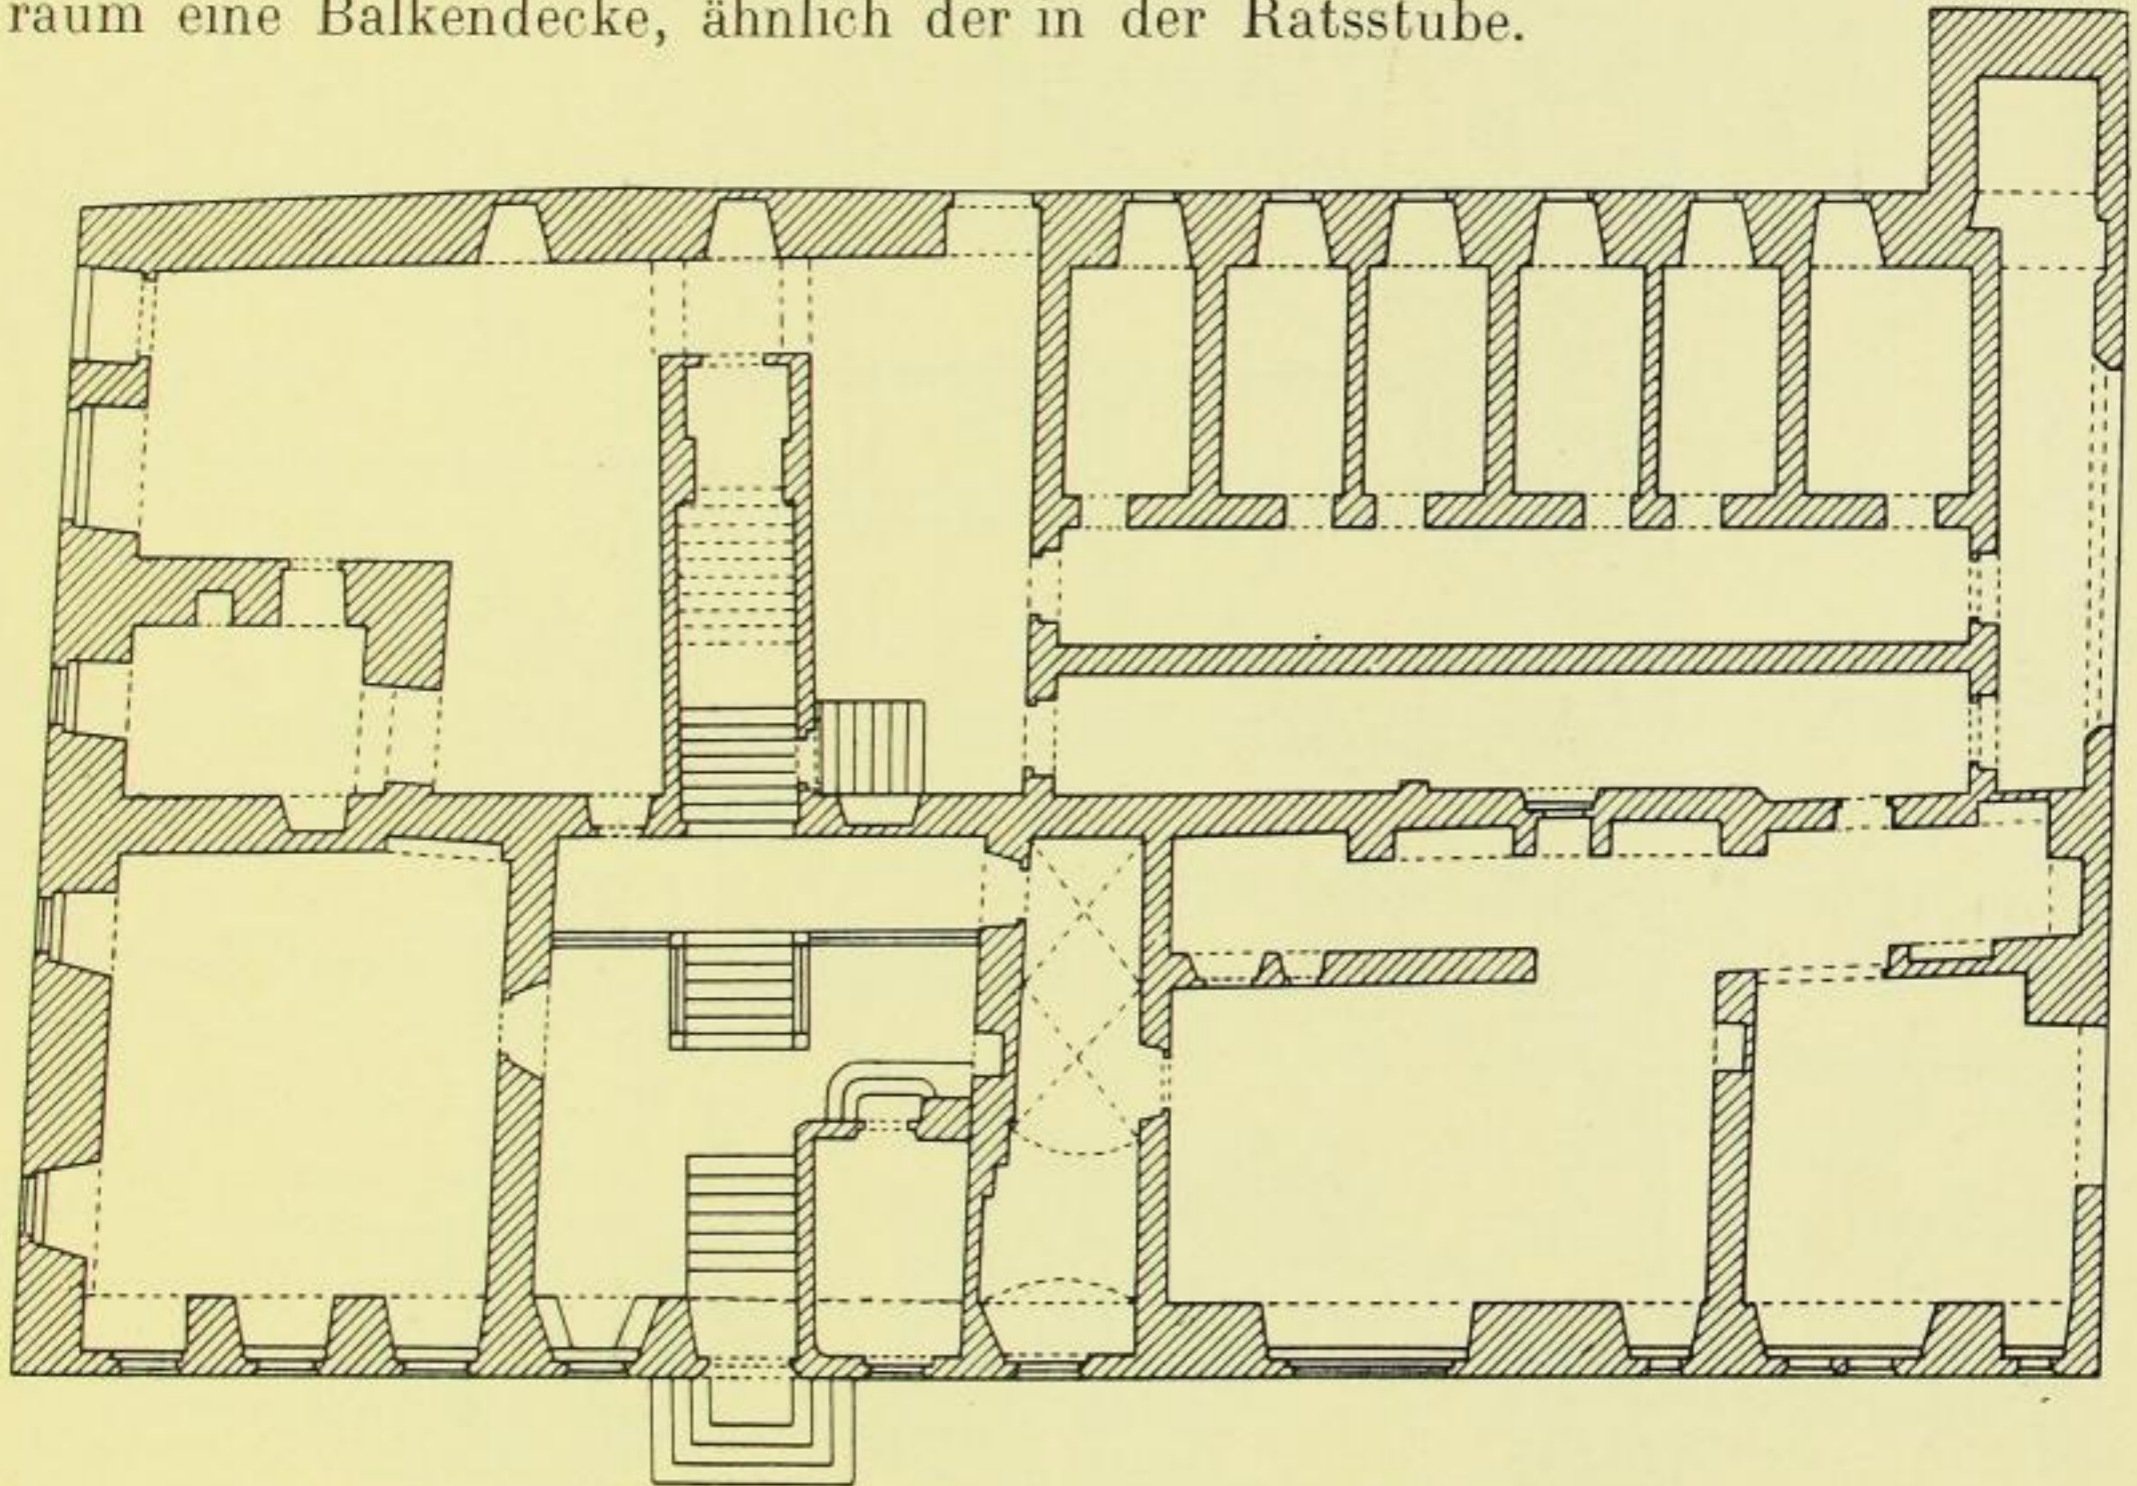 raum eine Balkendecke, ähnlich der in der Ratsstube.